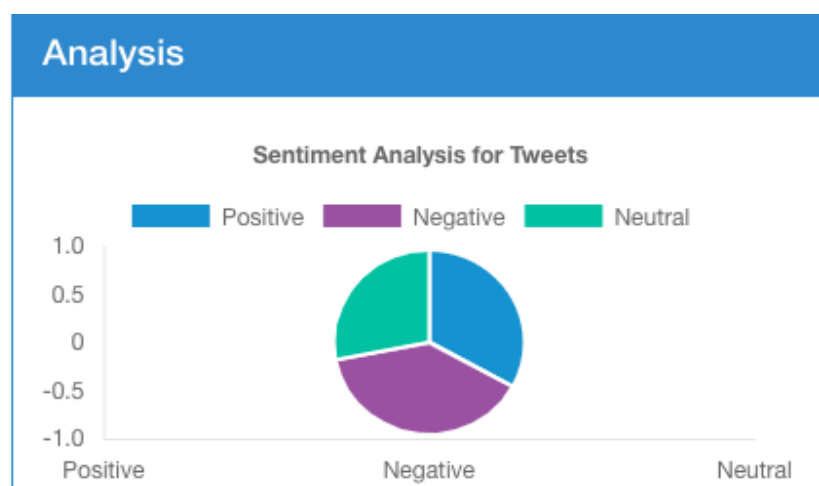 Analysis
Sentiment Analysis for Tweets
Positive Negative Neutral
1.0
0.5
0
-0.5
-1.0
Positive Negative Neutral